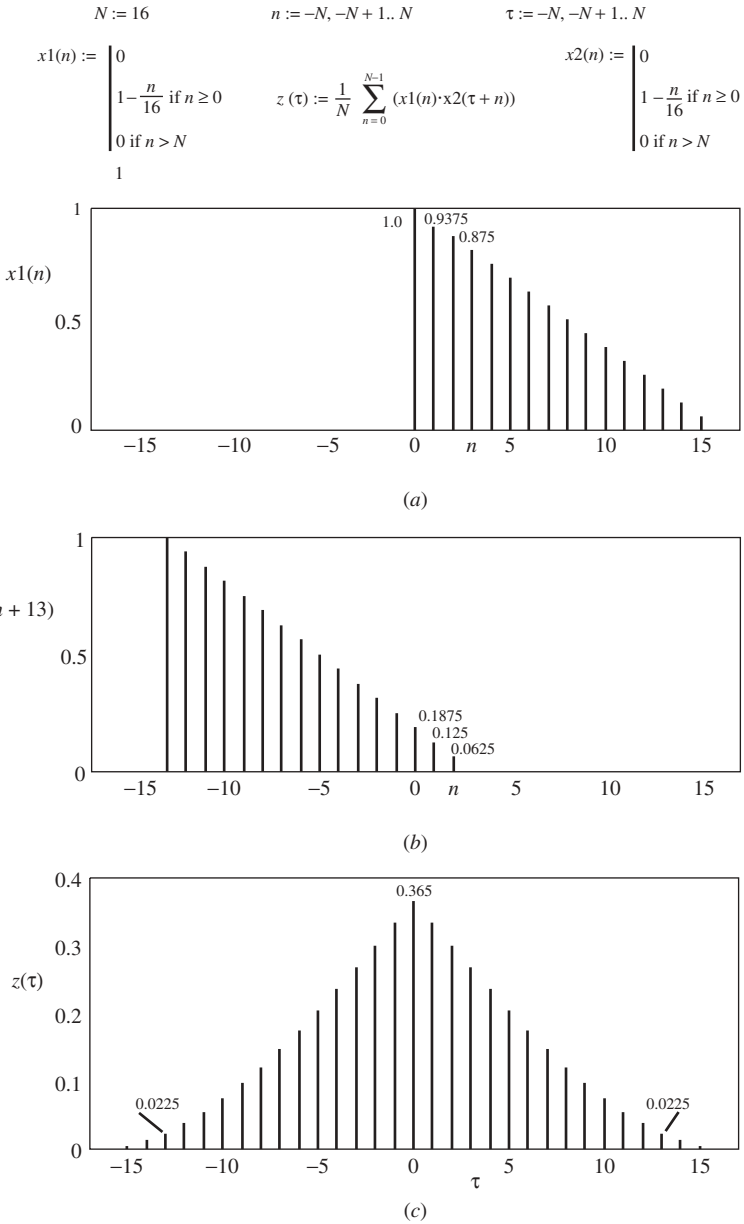 N := 16 n := –N, –N + 1.. N τ := –N, –N + 1.. N
x1(n) := 0
1 – n/16 if n ≥ 0
0 if n > N
1
z (τ) := 1/N N–1 ∑ n = 0 (x1(n)·x2(τ + n))
x2(n) := 0
1 – n/16 if n ≥ 0
0 if n > N
1
x1(n)
0.5
0
1.0
0.9375
0.875
–15 –10 –5 0 n 5 10 15
(a)
1
+ 13)
0.5
0
0.1875
0.125
0.0625
–15 –10 –5 0 n 5 10 15
(b)
0.4
0.365
0.3
z(τ)
0.2
0.1
0.0225 0.0225
0
–15 –10 –5 0 τ 5 10 15
(c)